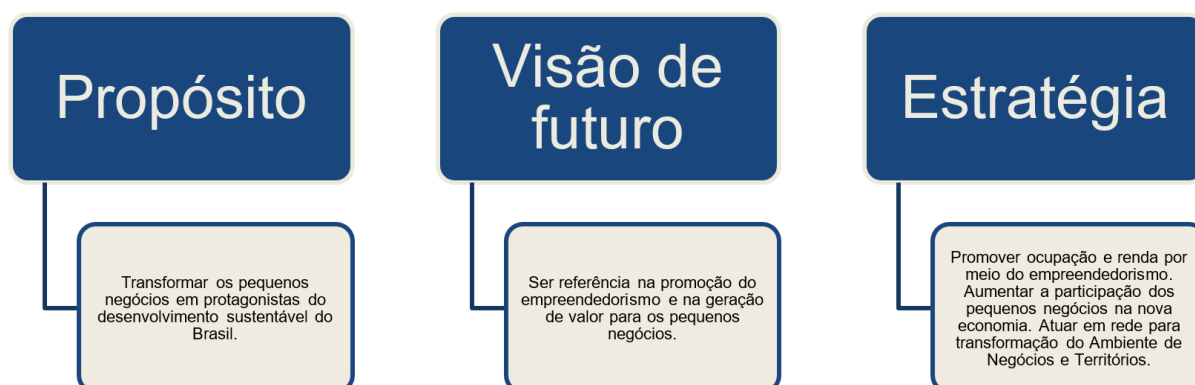 Propósito
Transformar os pequenos
negócios em protagonistas do
desenvolvimento sustentável do
Brasil.
Visão de
futuro
Ser referência na promoção do
empreendedorismo e na geração
de valor para os pequenos
negócios.
Estratégia
Promover ocupação e renda por
meio do empreendedorismo.
Aumentar a participação dos
pequenos negócios na nova
economia. Atuar em rede para
transformação do Ambiente de
Negócios e Territórios.